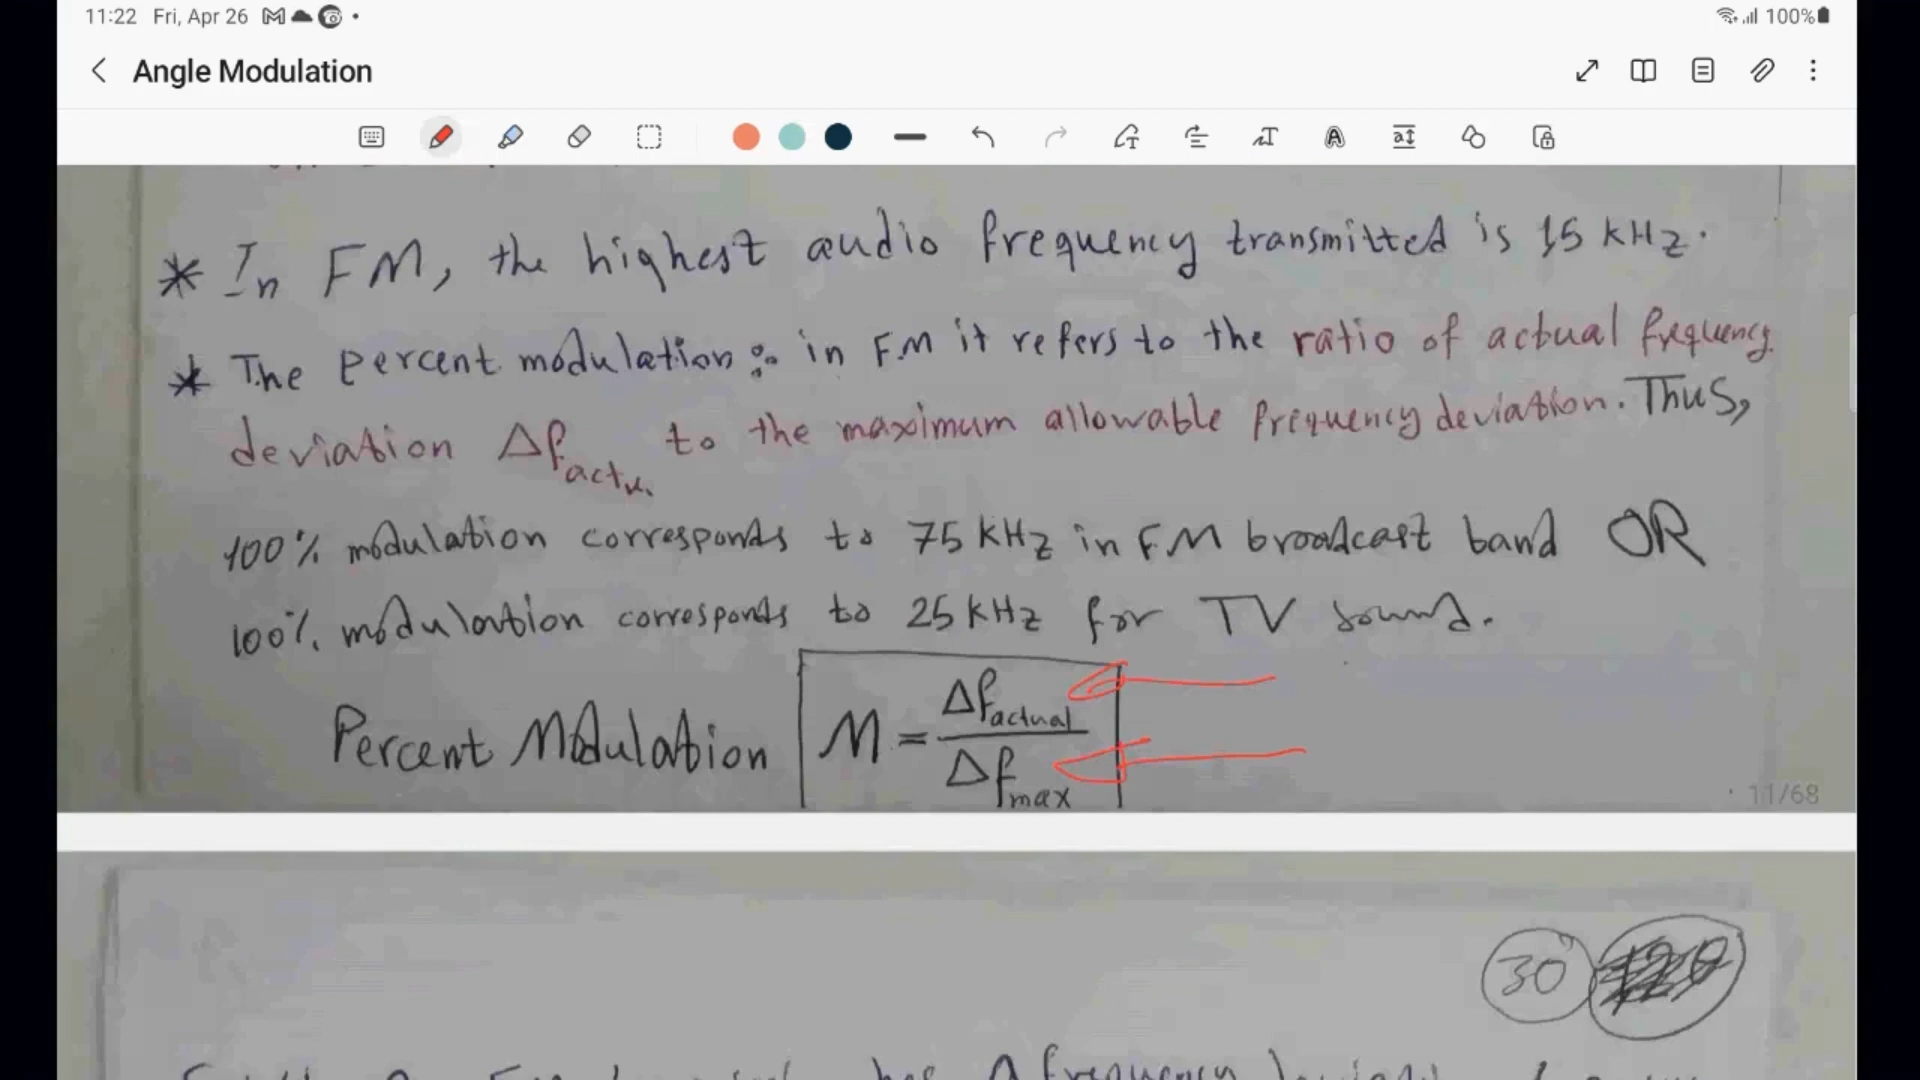 11:22 Fri, Apr 26
100%
Angle Modulation
* In FM, the highest audio frequency transmitted is 15 kHz.
* The percent modulation : in F.M it refers to the ratio of actual frequency
deviation Δf actu. to the maximum allowable frequency deviation. Thus,
100% modulation corresponds to 75 kHz in FM broadcast band OR
100% modulation corresponds to 25 kHz for TV sound.
Percent Modulation M = Δf actual / Δf max
11/68
30
has a frequency